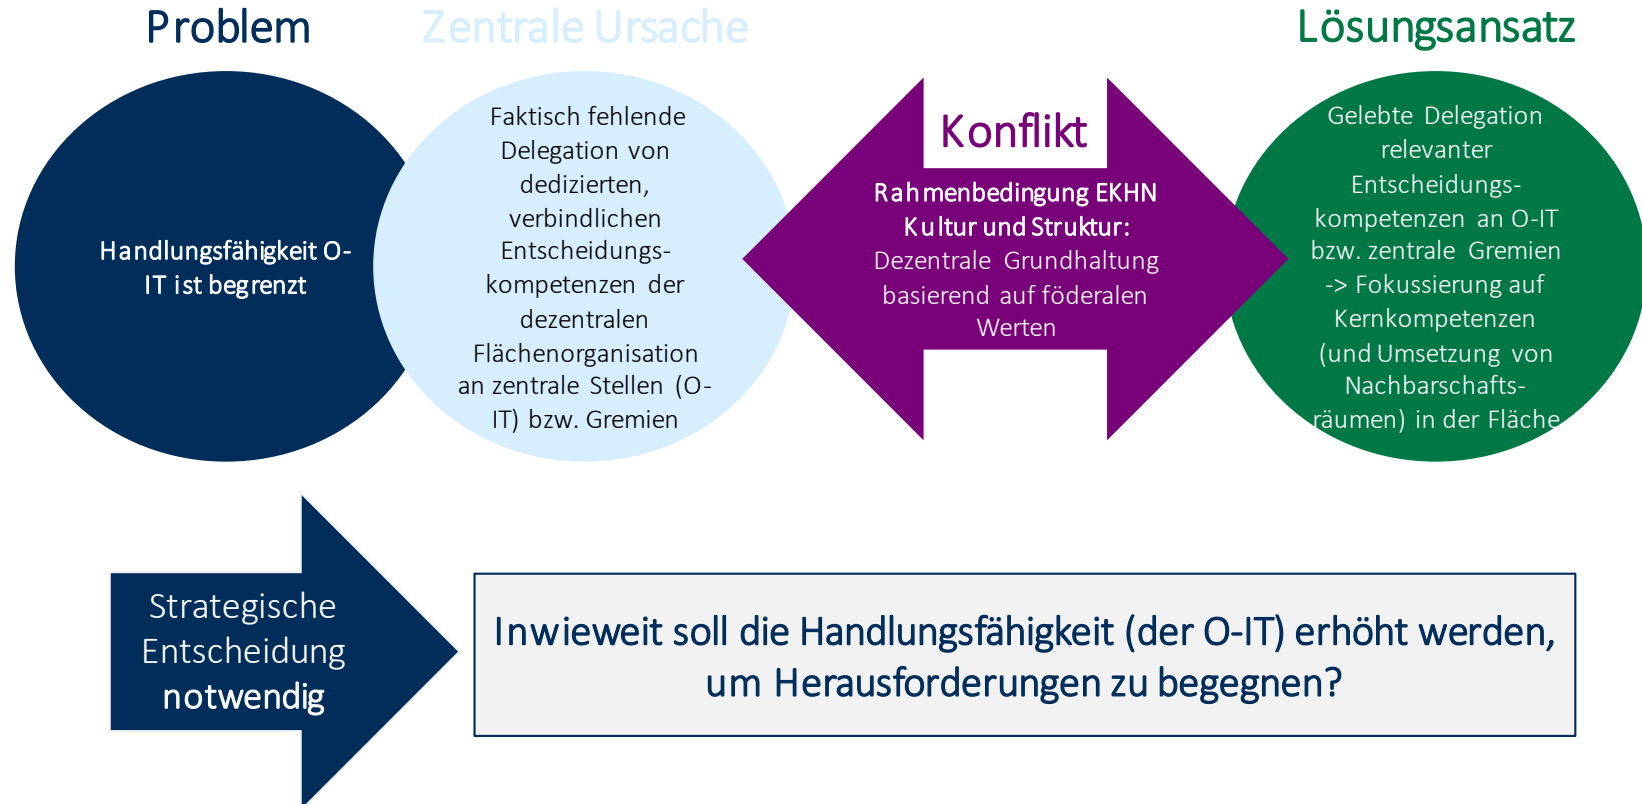 Problem
Handlungsfähigkeit O-
IT ist begrenzt
Zentrale Ursache
Faktisch fehlende
Delegation von
dedizierten,
verbindlichen
Entscheidungs-
kompetenzen der
dezentralen
Flächenorganisation
an zentrale Stellen (O-
IT) bzw. Gremien
Konflikt
Rahmenbedingung EKHN
Kultur und Struktur:
Dezentrale Grundhaltung
basierend auf föderalen
Werten
Lösungsansatz
Gelebte Delegation
relevanter
Entscheidungs-
kompetenzen an O-IT
bzw. zentrale Gremien
-> Fokussierung auf
Kernkompetenzen
(und Umsetzung von
Nachbarschafts-
räumen) in der Fläche
Strategische
Entscheidung
notwendig
Inwieweit soll die Handlungsfähigkeit (der O-IT) erhöht werden,
um Herausforderungen zu begegnen?